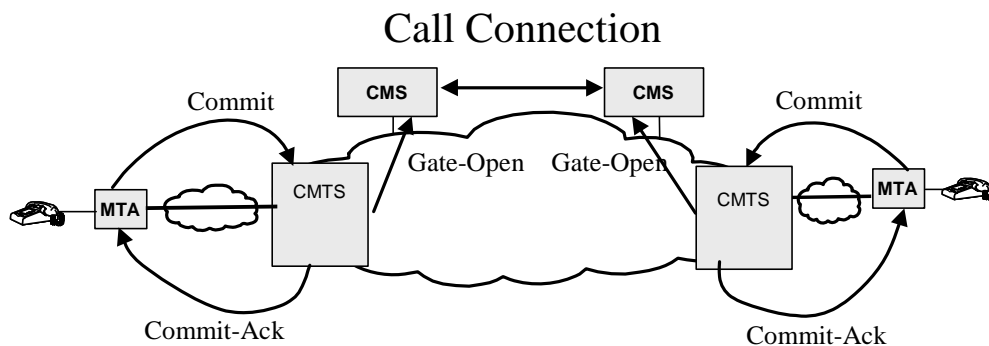 Call Connection
CMS
CMS
Commit
Commit
Gate-Open
Gate-Open
CMTS
CMTS
MTA
MTA
Commit-Ack
Commit-Ack